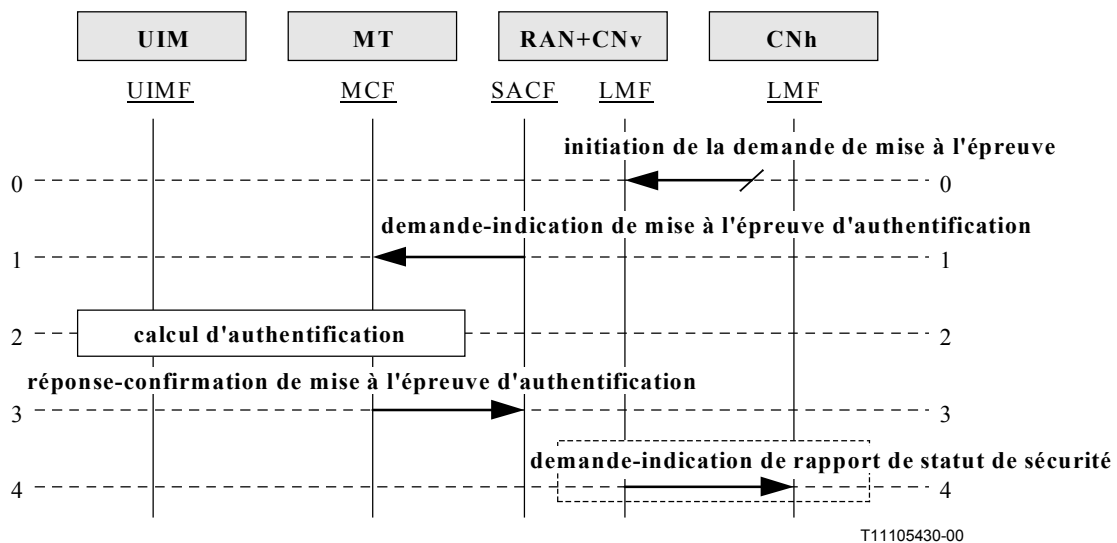 UIM MT RAN+CNv CNh
UIMF MCF SACF LMF LMF
initiation de la demande de mise à l'épreuve
0 0
demande-indication de mise à l'épreuve d'authentification
1 1
2 calcul d'authentification 2
réponse-confirmation de mise à l'épreuve d'authentification
3 3
demande-indication de rapport de statut de sécurité
4 4
T11105430-00